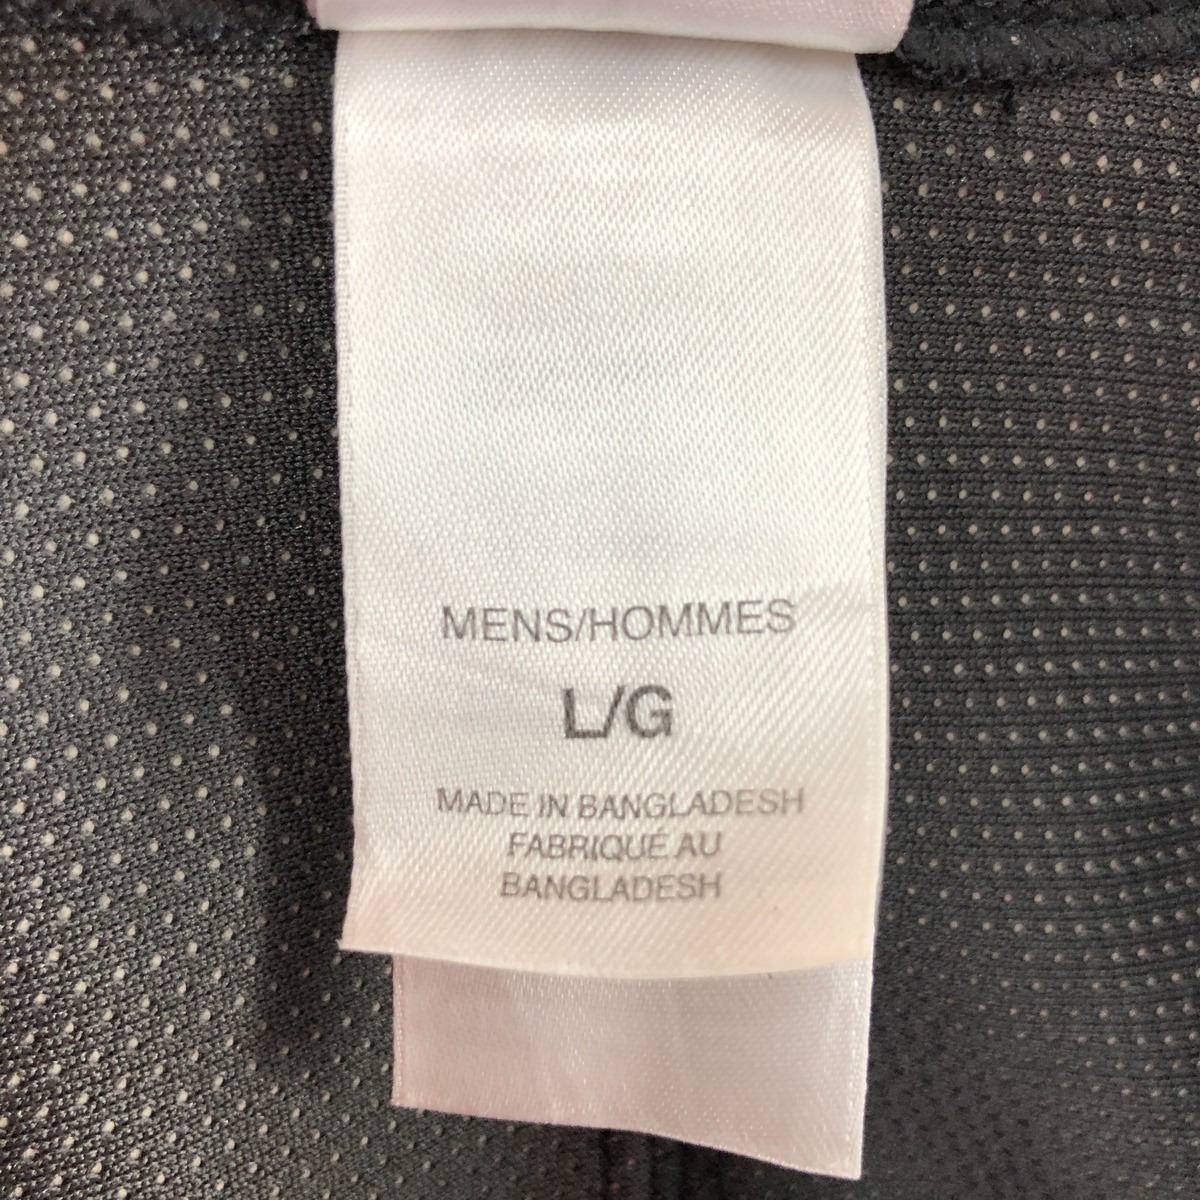 MENS/HOMMES
L/G
MADE IN BANGLADESH
FABRIQUÉ AU
BANGLADESH